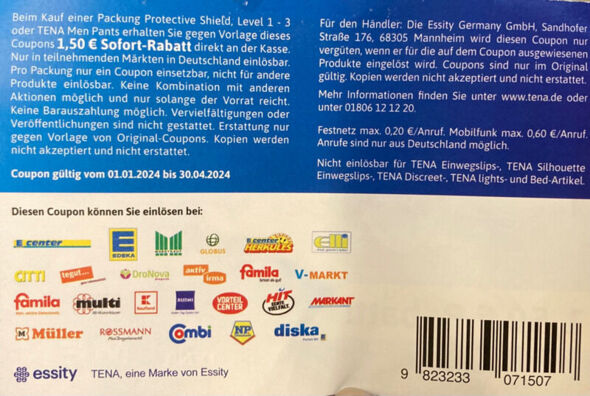 Beim Kauf einer Packung Protective Shield, Level 1 - 3
oder TENA Men Pants erhalten Sie gegen Vorlage dieses
Coupons 1,50 € Sofort-Rabatt direkt an der Kasse.
Nur in teilnehmenden Märkten in Deutschland einlösbar.
Pro Packung nur ein Coupon einsetzbar, nicht für andere
Produkte einlösbar. Keine Kombination mit anderen
Aktionen möglich und nur solange der Vorrat reicht.
Keine Barauszahlung möglich. Vervielfältigungen oder
Veröffentlichungen sind nicht gestattet. Erstattung nur
gegen Vorlage von Original-Coupons. Kopien werden
nicht akzeptiert und nicht erstattet.
Coupon gültig vom 01.01.2024 bis 30.04.2024
Für den Händler: Die Essity Germany GmbH, Sandhofer
Straße 176, 68305 Mannheim wird diesen Coupon nur
vergüten, wenn er für die auf dem Coupon ausgewiesenen
Produkte eingelöst wird. Coupons sind nur im Original
gültig. Kopien werden nicht akzeptiert und nicht erstattet.
Mehr Informationen finden Sie unter www.tena.de oder
unter 01806 12 12 20.
Festnetz max. 0,20 €/Anruf. Mobilfunk max. 0,60 €/Anruf.
Anrufe sind nur aus Deutschland möglich.
Nicht einlösbar für TENA Einwegslips-, TENA Silhouette
Einwegslips-, TENA Discreet-, TENA lights- und Bed-Artikel.
Diesen Coupon können Sie einlösen bei:
E center EDEKA GLOBUS E center HERKULES elli
CITTI tegut... DroNova aktiv irma famila V-MARKT
famila multi Kaufland VORTEIL CENTER HIT MARKANT
Müller ROSSMANN Combi NP diska
essity TENA, eine Marke von Essity
9 823233 071507